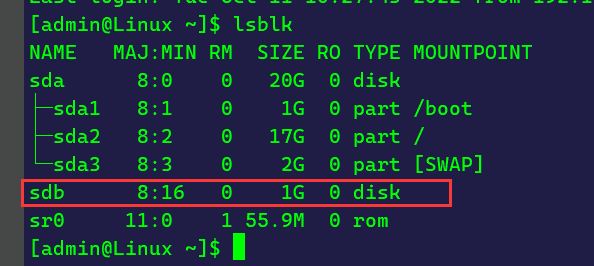 Last login: Tue Oct 11 10:27:45 2022 from 192.1
[admin@Linux ~]$ lsblk
NAME   MAJ:MIN RM  SIZE RO TYPE MOUNTPOINT
sda      8:0    0   20G  0 disk
├─sda1   8:1    0    1G  0 part /boot
├─sda2   8:2    0   17G  0 part /
└─sda3   8:3    0    2G  0 part [SWAP]
sdb      8:16   0    1G  0 disk
sr0     11:0    1 55.9M  0 rom
[admin@Linux ~]$